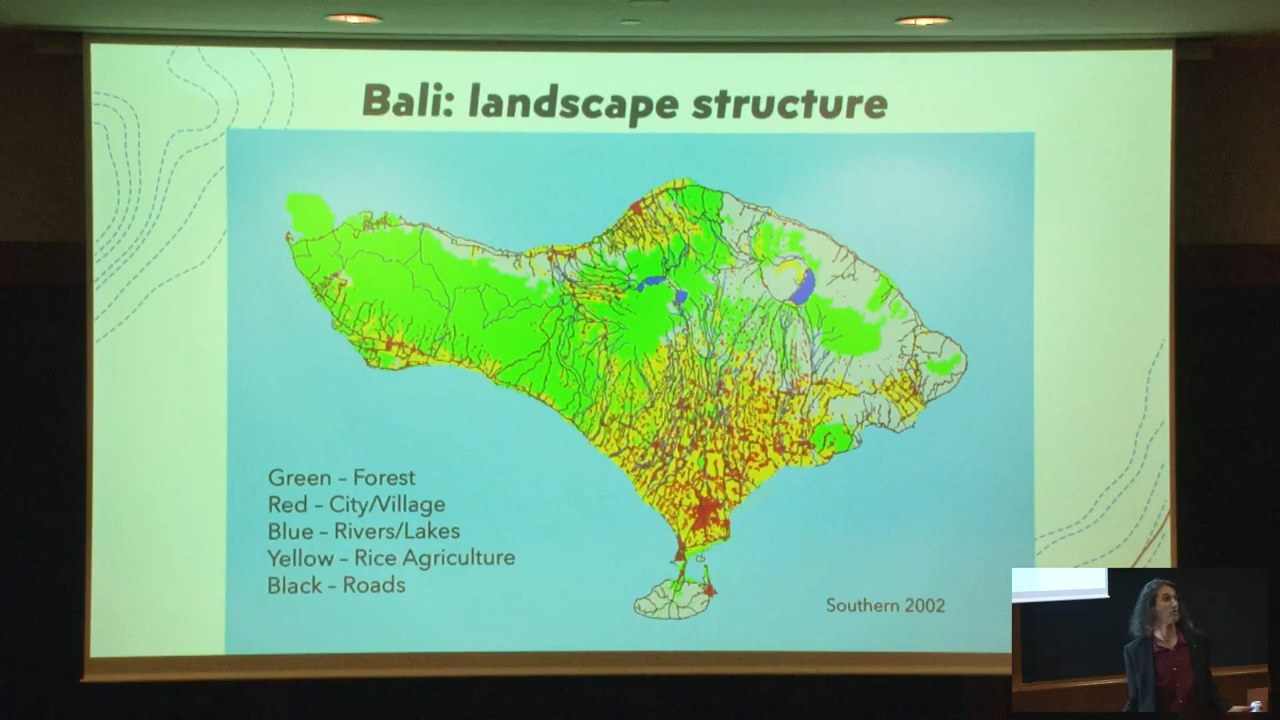 Bali: landscape structure
Green – Forest
Red – City/Village
Blue – Rivers/Lakes
Yellow – Rice Agriculture
Black – Roads
Southern 2002